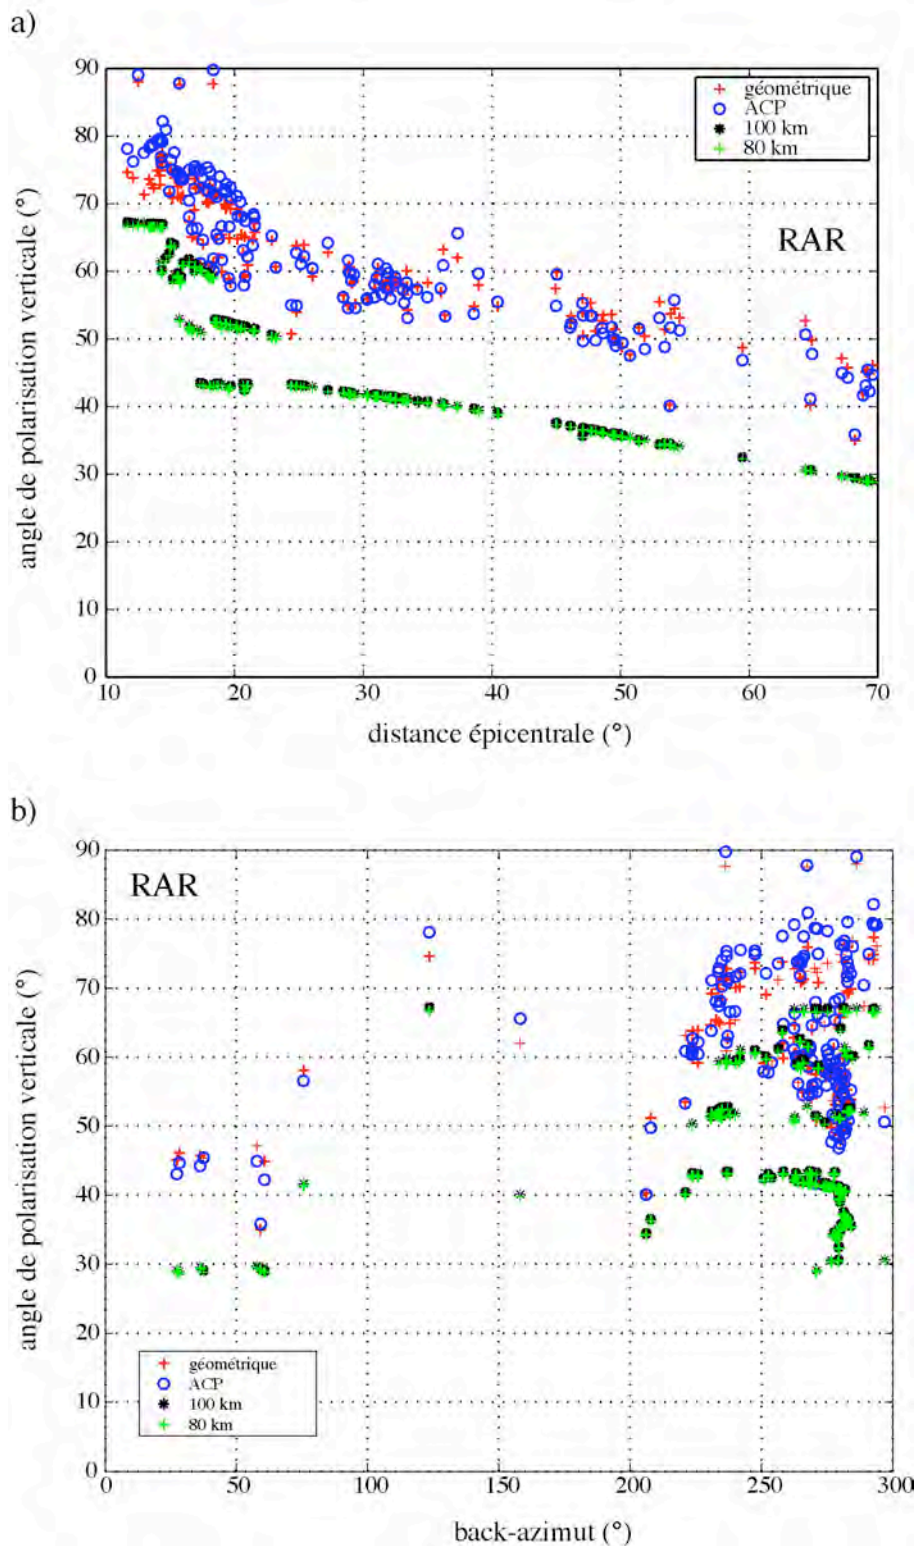 a)
90
80
70
60
50
40
30
20
10
0
angle de polarisation verticale (°)
géométrique
ACP
100 km
80 km
RAR
10
20
30
40
50
60
70
distance épicentrale (°)
b)
90
80
70
60
50
40
30
20
10
0
angle de polarisation verticale (°)
RAR
géométrique
ACP
100 km
80 km
0
50
100
150
200
250
300
back-azimut (°)